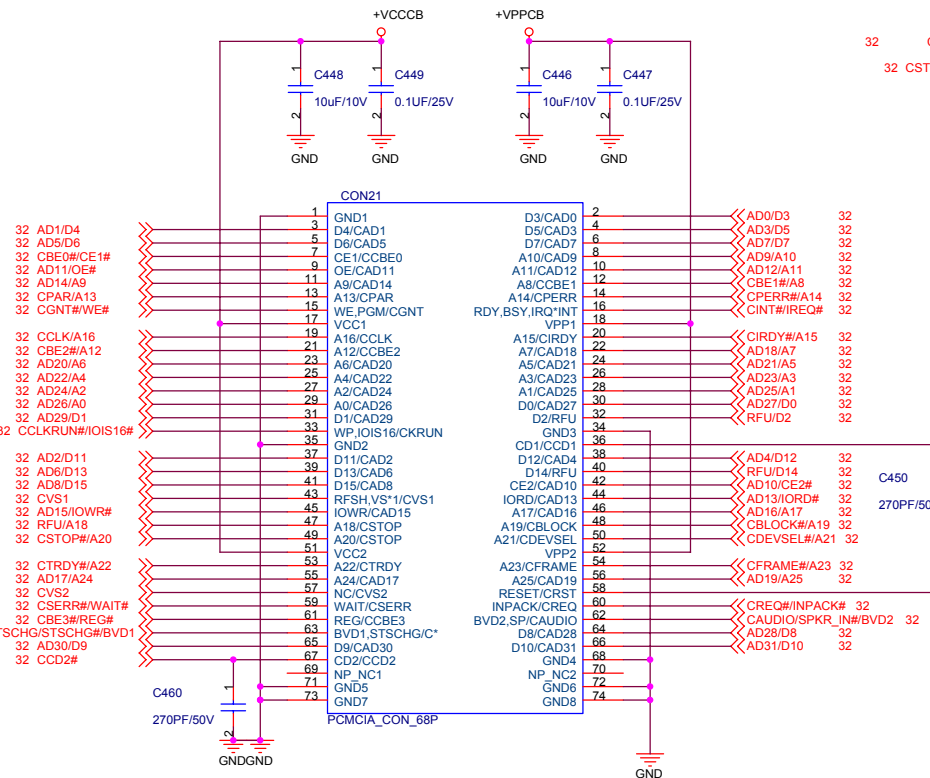 +VCCCB +VPPCB
32
32 CST
C448 C449 C446 C447
10uF/10V 0.1UF/25V 10uF/10V 0.1UF/25V
1 1 1 1
2 2 2 2
GND GND GND GND
CON21
1 GND1 D3/CAD0 2 AD0/D3 32
32 AD1/D4 3 D4/CAD1 D5/CAD3 4 AD3/D5 32
32 AD5/D6 5 D6/CAD5 D7/CAD7 6 AD7/D7 32
32 CBE0#/CE1# 7 CE1/CCBE0 A10/CAD9 8 AD9/A10 32
32 AD11/OE# 9 OE/CAD11 A11/CAD12 10 AD12/A11 32
32 AD14/A9 11 A9/CAD14 A8/CCBE1 12 CBE1#/A8 32
32 CPAR/A13 13 A13/CPAR A14/CPERR 14 CPERR#/A14 32
32 CGNT#/WE# 15 WE,PGM/CGNT RDY,BSY,IRQ*INT 16 CINT#/IREQ# 32
17 VCC1 VPP1 18
32 CCLK/A16 19 A16/CCLK A15/CIRDY 20 CIRDY#/A15 32
32 CBE2#/A12 21 A12/CCBE2 A7/CAD18 22 AD18/A7 32
32 AD20/A6 23 A6/CAD20 A5/CAD21 24 AD21/A5 32
32 AD22/A4 25 A4/CAD22 A3/CAD23 26 AD23/A3 32
32 AD24/A2 27 A2/CAD24 A1/CAD25 28 AD25/A1 32
32 AD26/A0 29 A0/CAD26 D0/CAD27 30 AD27/D0 32
32 AD29/D1 31 D1/CAD29 D2/RFU 32 RFU/D2 32
32 CCLKRUN#/IOIS16# 33 WP,IOIS16/CKRUN GND3 34
35 GND2 CD1/CCD1 36
32 AD2/D11 37 D11/CAD2 D12/CAD4 38 AD4/D12 32
32 AD6/D13 39 D13/CAD6 D14/RFU 40 RFU/D14 32
32 AD8/D15 41 D15/CAD8 CE2/CAD10 42 AD10/CE2# 32
C450
32 CVS1 43 RFSH,VS*1/CVS1 IORD/CAD13 44 AD13/IORD# 32
32 AD15/IOWR# 45 IOWR/CAD15 A17/CAD16 46 AD16/A17 32
270PF/50
32 RFU/A18 47 A18/CSTOP A19/CBLOCK 48 CBLOCK#/A19 32
32 CSTOP#/A20 49 A20/CSTOP A21/CDEVSEL 50 CDEVSEL#/A21 32
51 VCC2 VPP2 52
32 CTRDY#/A22 53 A22/CTRDY A23/CFRAME 54 CFRAME#/A23 32
32 AD17/A24 55 A24/CAD17 A25/CAD19 56 AD19/A25 32
32 CVS2 57 NC/CVS2 RESET/CRST 58
32 CSERR#/WAIT# 59 WAIT/CSERR INPACK/CREQ 60 CREQ#/INPACK# 32
32 CBE3#/REG# 61 REG/CCBE3 BVD2,SP/CAUDIO 62 CAUDIO/SPKR_IN#/BVD2 32
TSCHG/STSCHG#/BVD1 63 BVD1,STSCHG/C* D8/CAD28 64 AD28/D8 32
32 AD30/D9 65 D9/CAD30 D10/CAD31 66 AD31/D10 32
32 CCD2# 67 CD2/CCD2 GND4 68
69 NP_NC1 NP_NC2 70
71 GND5 GND6 72
73 GND7 GND8 74
PCMCIA_CON_68P
C460 1
270PF/50V
2
GND GND
GND